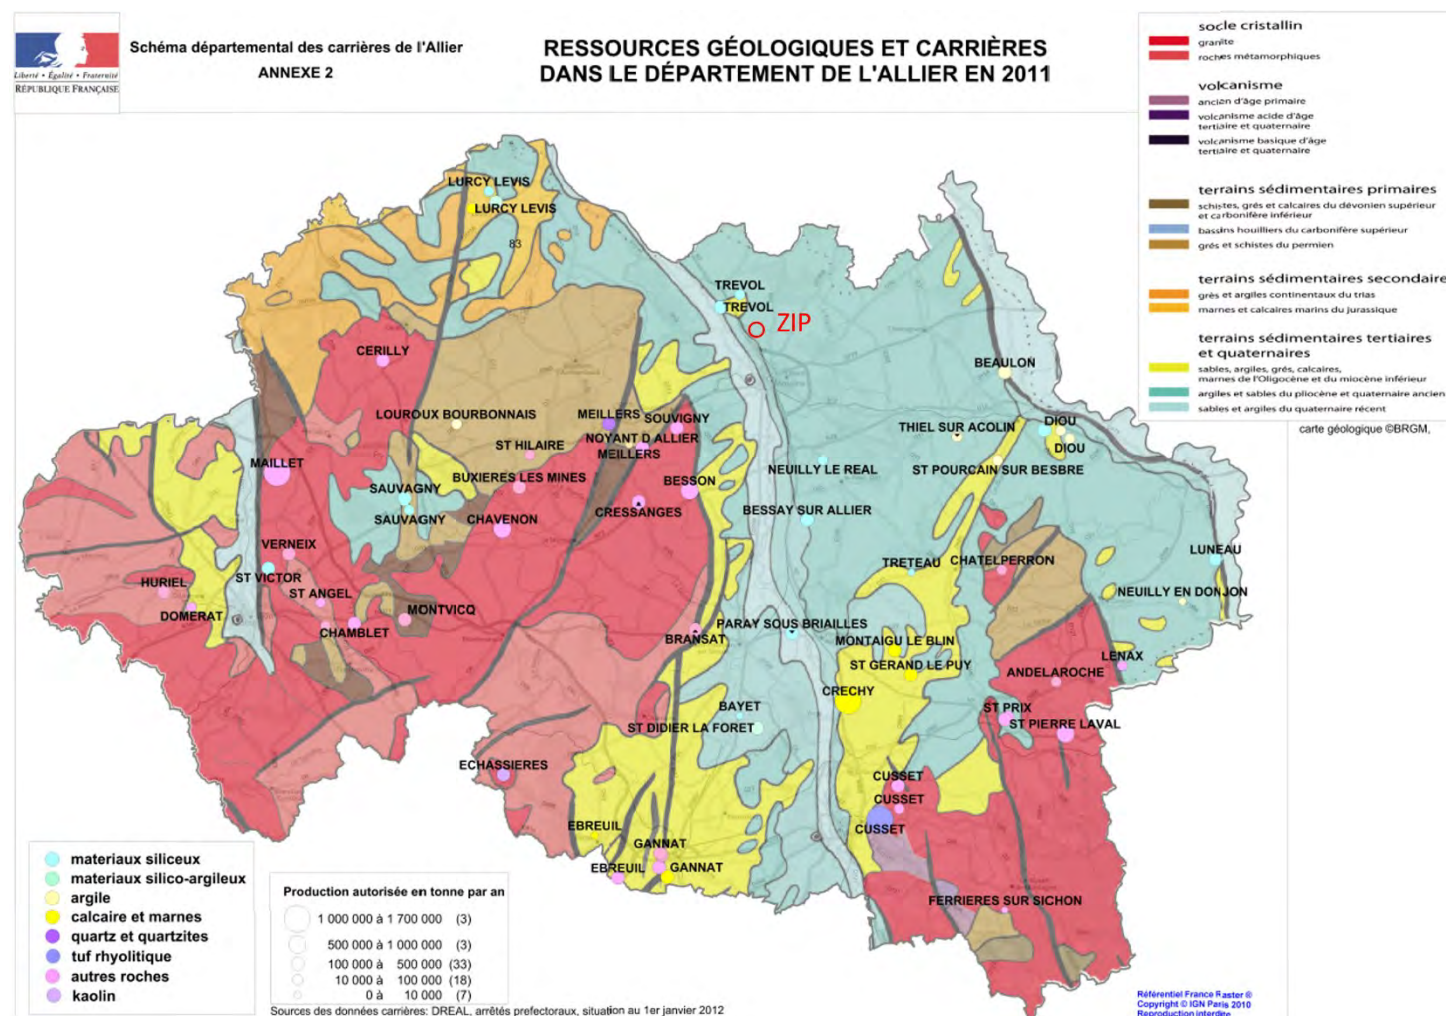 Liberté • Égalité • Fraternité
RÉPUBLIQUE FRANÇAISE
Schéma départemental des carrières de l'Allier
ANNEXE 2
RESSOURCES GÉOLOGIQUES ET CARRIÈRES
DANS LE DÉPARTEMENT DE L'ALLIER EN 2011
socle cristallin
granite
roches métamorphiques
volcanisme
ancien d'âge primaire
volcanisme acide d'âge
tertiaire et quaternaire
volcanisme basique d'âge
tertiaire et quaternaire
terrains sédimentaires primaires
schistes, grés et calcaires du dévonien supérieur
et carbonifère inférieur
bassins houilliers du carbonifère supérieur
grés et schistes du permien
terrains sédimentaires secondaire
grès et argiles continentaux du trias
marnes et calcaires marins du jurassique
terrains sédimentaires tertiaires
et quaternaires
sables, argiles, grés, calcaires,
marnes de l'Oligocène et du miocène inférieur
argiles et sables du pliocène et quaternaire ancien
sables et argiles du quaternaire récent
carte géologique ©BRGM,
LURCY LEVIS
LURCY LEVIS
83
TREVOL
TREVOL
ZIP
CERILLY
BEAULON
LOUROUX BOURBONNAIS
MEILLERS
SOUVIGNY
THIEL SUR ACOLIN
DIOU
DIOU
ST HILAIRE
NOYANT D ALLIER
MEILLERS
MAILLET
BUXIERES LES MINES
BESSON
NEUILLY LE REAL
ST POURCAIN SUR BESBRE
SAUVAGNY
SAUVAGNY
CHAVENON
CRESSANGES
BESSAY SUR ALLIER
VERNEIX
ST VICTOR
TRETEAU
CHATELPERRON
LUNEAU
HURIEL
ST ANGEL
NEUILLY EN DONJON
DOMERAT
CHAMBLET
MONTVICQ
BRANSAT
PARAY SOUS BRIAILLES
MONTAIGU LE BLIN
ST GERAND LE PUY
LENAX
ANDELAROCHE
CRECHY
BAYET
ST DIDIER LA FORET
ST PRIX
ST PIERRE LAVAL
ECHASSIERES
CUSSET
CUSSET
CUSSET
EBREUIL
GANNAT
EBREUIL
GANNAT
FERRIERES SUR SICHON
materiaux siliceux
materiaux silico-argileux
argile
calcaire et marnes
quartz et quartzites
tuf rhyolitique
autres roches
kaolin
Production autorisée en tonne par an
1 000 000 à 1 700 000 (3)
500 000 à 1 000 000 (3)
100 000 à 500 000 (33)
10 000 à 100 000 (18)
0 à 10 000 (7)
Sources des données carrières: DREAL, arrêtés prefectoraux, situation au 1er janvier 2012
Référentiel France Raster ®
Copyright © IGN Paris 2010
Reproduction interdite